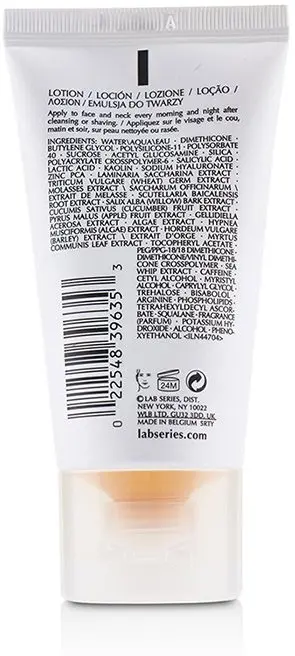 A
LOTION / LOCIÓN / LOZIONE / LOÇÃO /
ΛΟΣΙΟΝ / EMULSJA DO TWARZY
Apply to face and neck every morning and night after
cleansing or shaving. / Appliquez sur le visage et le cou,
matin et soir, sur peau nettoyée ou rasée.
INGREDIENTS: WATER\AQUA\EAU • DIMETHICONE •
BUTYLENE GLYCOL • POLYSILICONE-11 • POLYSORBATE
40 • SUCROSE • ACETYL GLUCOSAMINE • SILICA •
POLYACRYLATE CROSSPOLYMER-6 • SALICYLIC ACID •
LACTIC ACID • KAOLIN • SODIUM HYALURONATE •
ZINC PCA • LAMINARIA SACCHARINA EXTRACT •
TRITICUM VULGARE (WHEAT) GERM EXTRACT •
MOLASSES EXTRACT \ SACCHARUM OFFICINARUM \
EXTRAIT DE MELASSE • SCUTELLARIA BAICALENSIS
ROOT EXTRACT • SALIX ALBA (WILLOW) BARK EXTRACT •
CUCUMIS SATIVUS (CUCUMBER) FRUIT EXTRACT •
PYRUS MALUS (APPLE) FRUIT EXTRACT • GELLIDIELLA
ACEROSA EXTRACT • ALGAE EXTRACT • HYPNEA
MUSCIFORMIS (ALGAE) EXTRACT • HORDEUM VULGARE
(BARLEY) EXTRACT \ EXTRAIT D'ORGE • MYRTUS
COMMUNIS LEAF EXTRACT • TOCOPHERYL ACETATE •
PEG/PPG-18/18 DIMETHICONE •
DIMETHICONE/VINYL DIMETHI-
CONE CROSSPOLYMER • SEA
WHIP EXTRACT • CAFFEINE •
CETYL ALCOHOL • MYRISTYL
ALCOHOL • CAPRYLYL GLYCOL •
TREHALOSE • BISABOLOL •
ARGININE • PHOSPHOLIPIDS •
TETRAHEXYLDECYL ASCOR-
BATE • SQUALANE • FRAGRANCE
(PARFUM) • POTASSIUM HY-
DROXIDE • ALCOHOL • PHENO-
XYETHANOL <ILN44704>
0 22548 39635 3
24M
© LAB SERIES, DIST.
NEW YORK, NY 10022
WLB LTD, GU32 3DD, UK
MADE IN BELGIUM 5RTY
labseries.com